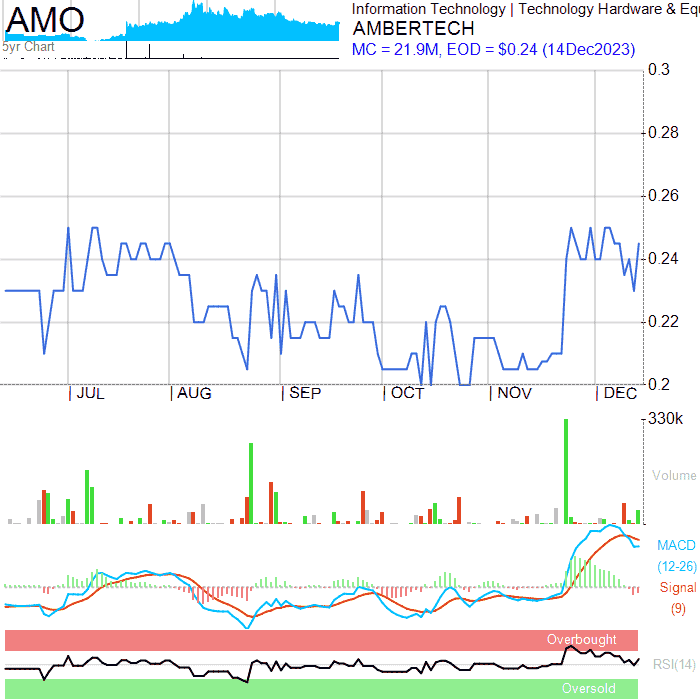 AMO
5yr Chart
Information Technology | Technology Hardware & Equ
AMBERTECH
MC = 21.9M, EOD = $0.24 (14Dec2023)
0.3
0.28
0.26
0.24
0.22
0.2
JUL AUG SEP OCT NOV DEC
330k
Volume
MACD
(12-26)
Signal
(9)
Overbought
RSI(14)
Oversold